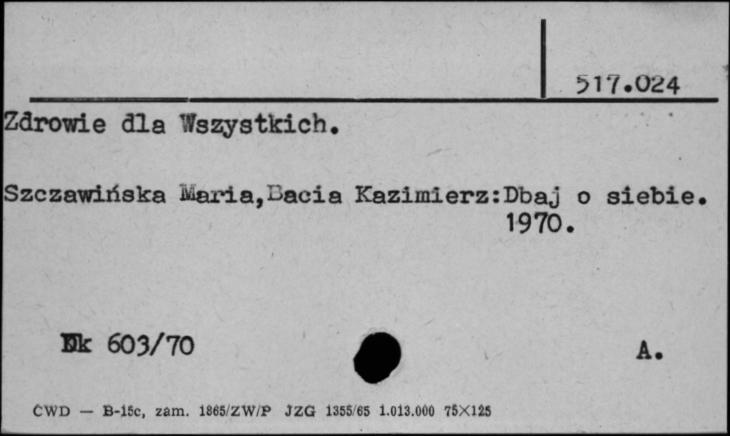 517.024
Zdrowie dla Wszystkich.
Szczawińska Maria,Bacia Kazimierz:Dbaj o siebie.
1970.
Dk 603/70
A.
CWD — B-15c, zam. 1865/ZW/P JZG 1355/65 1.013.000 75X125